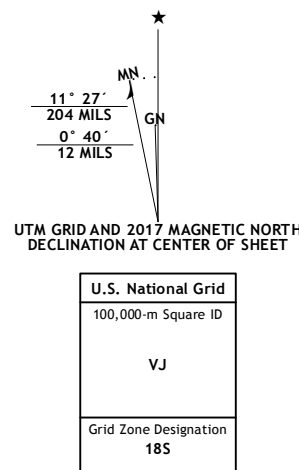 ★
MN
11° 27´
204 MILS
GN
0° 40´
12 MILS
UTM GRID AND 2017 MAGNETIC NORTH
DECLINATION AT CENTER OF SHEET
U.S. National Grid
100,000-m Square ID
VJ
Grid Zone Designation
18S